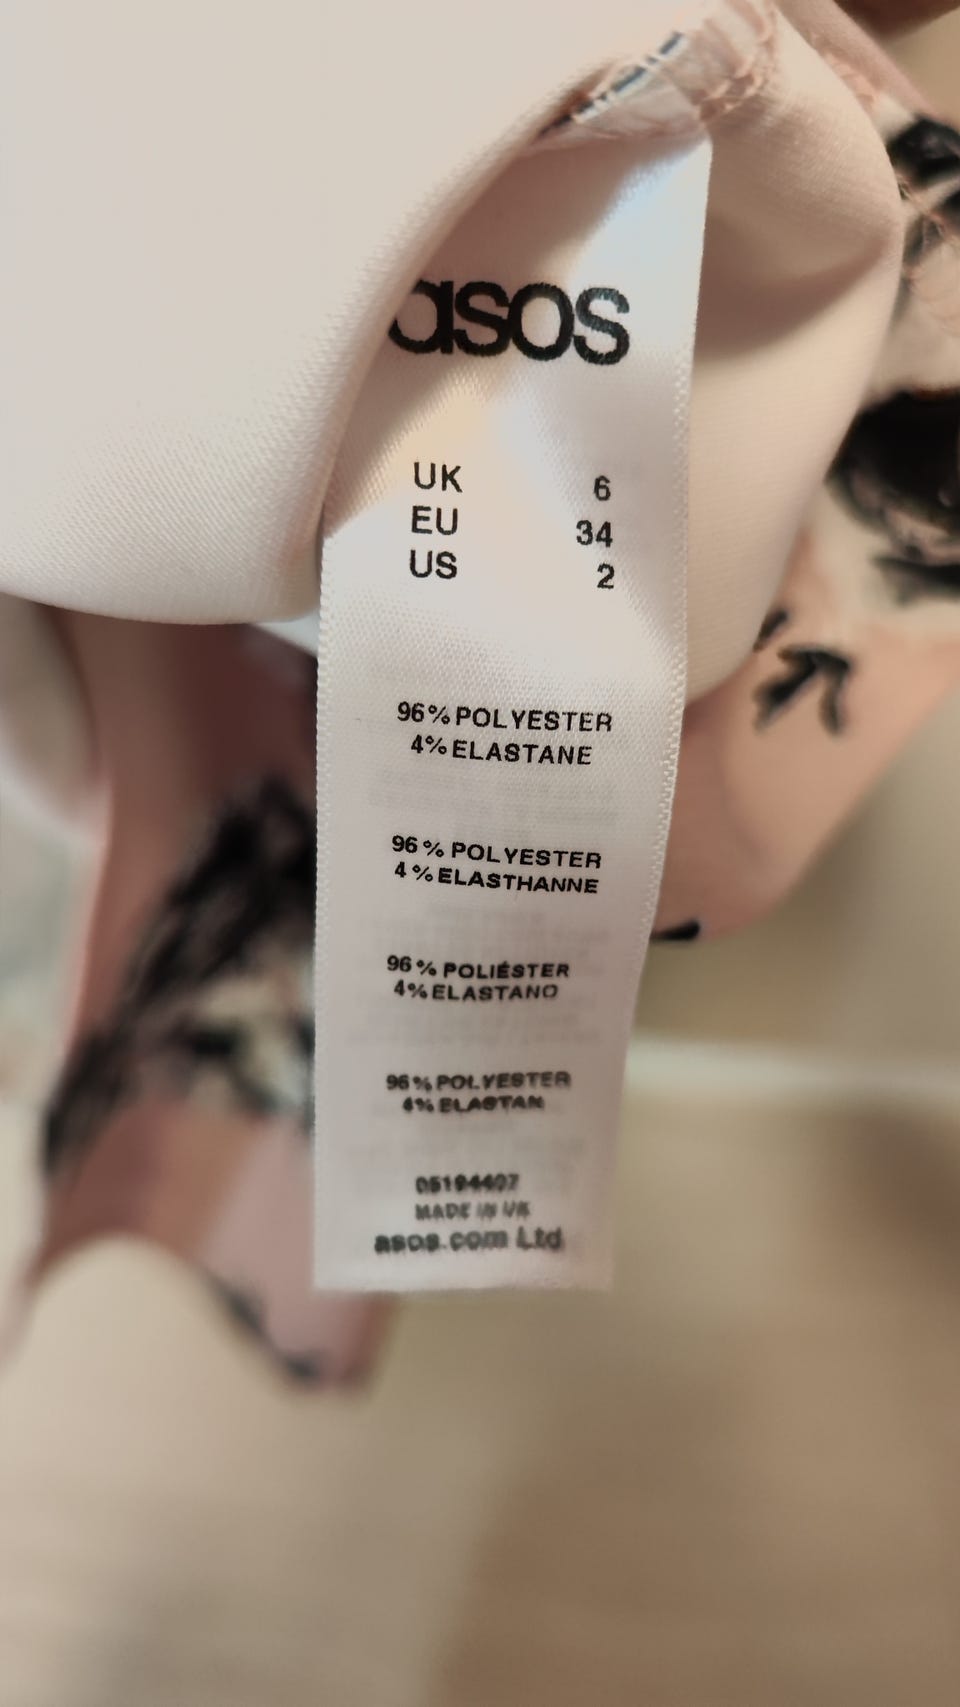 asos
UK 6
EU 34
US 2
96% POLYESTER
4% ELASTANE
96% POLYESTER
4% ELASTHANNE
96% POLIÉSTER
4% ELASTANO
96% POLYESTER
4% ELASTAN
05194407
MADE IN UK
asos.com Ltd